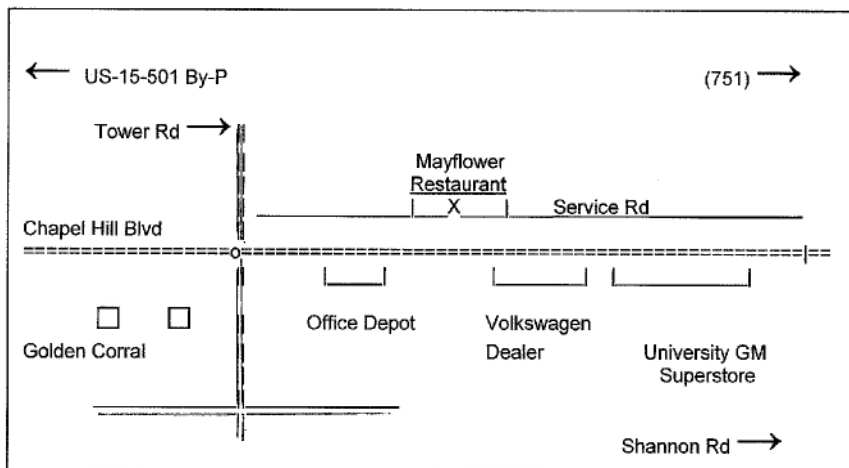 US-15-501 By-P
(751)
Tower Rd
Mayflower
Restaurant
X
Service Rd
Chapel Hill Blvd
Office Depot
Volkswagen
Dealer
Golden Corral
University GM
Superstore
Shannon Rd